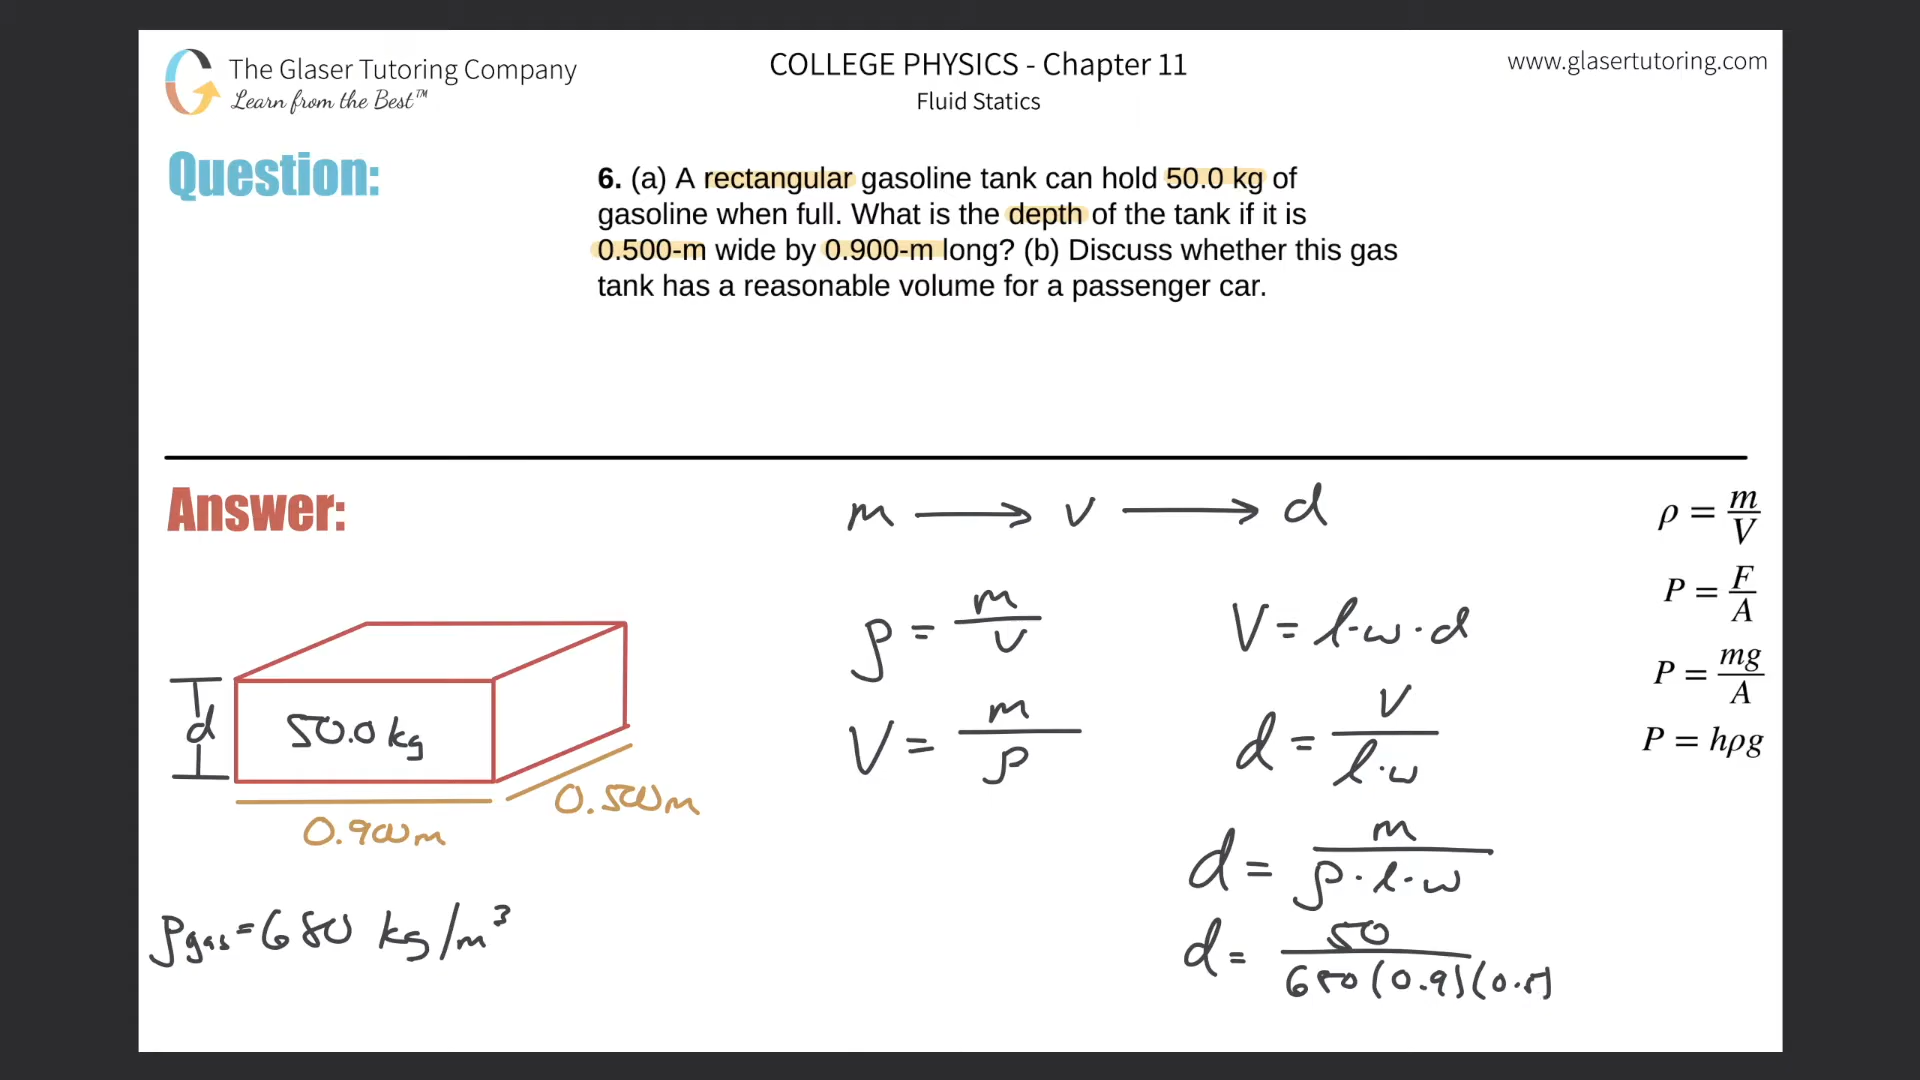 The Glaser Tutoring Company
Learn from the Best™
COLLEGE PHYSICS - Chapter 11
Fluid Statics
www.glasertutoring.com
Question:
6. (a) A rectangular gasoline tank can hold 50.0 kg of
gasoline when full. What is the depth of the tank if it is
0.500-m wide by 0.900-m long? (b) Discuss whether this gas
tank has a reasonable volume for a passenger car.
Answer:
m → v → d
ρ = m/v
V = m/ρ
V = l·w·d
d = V/l·w
d = m/ρ·l·w
d = 50/680(0.9)(0.5)
d
50.0 kg
0.900m
0.500m
ρgas = 680 kg/m³
ρ = m/V
P = F/A
P = mg/A
P = hρg